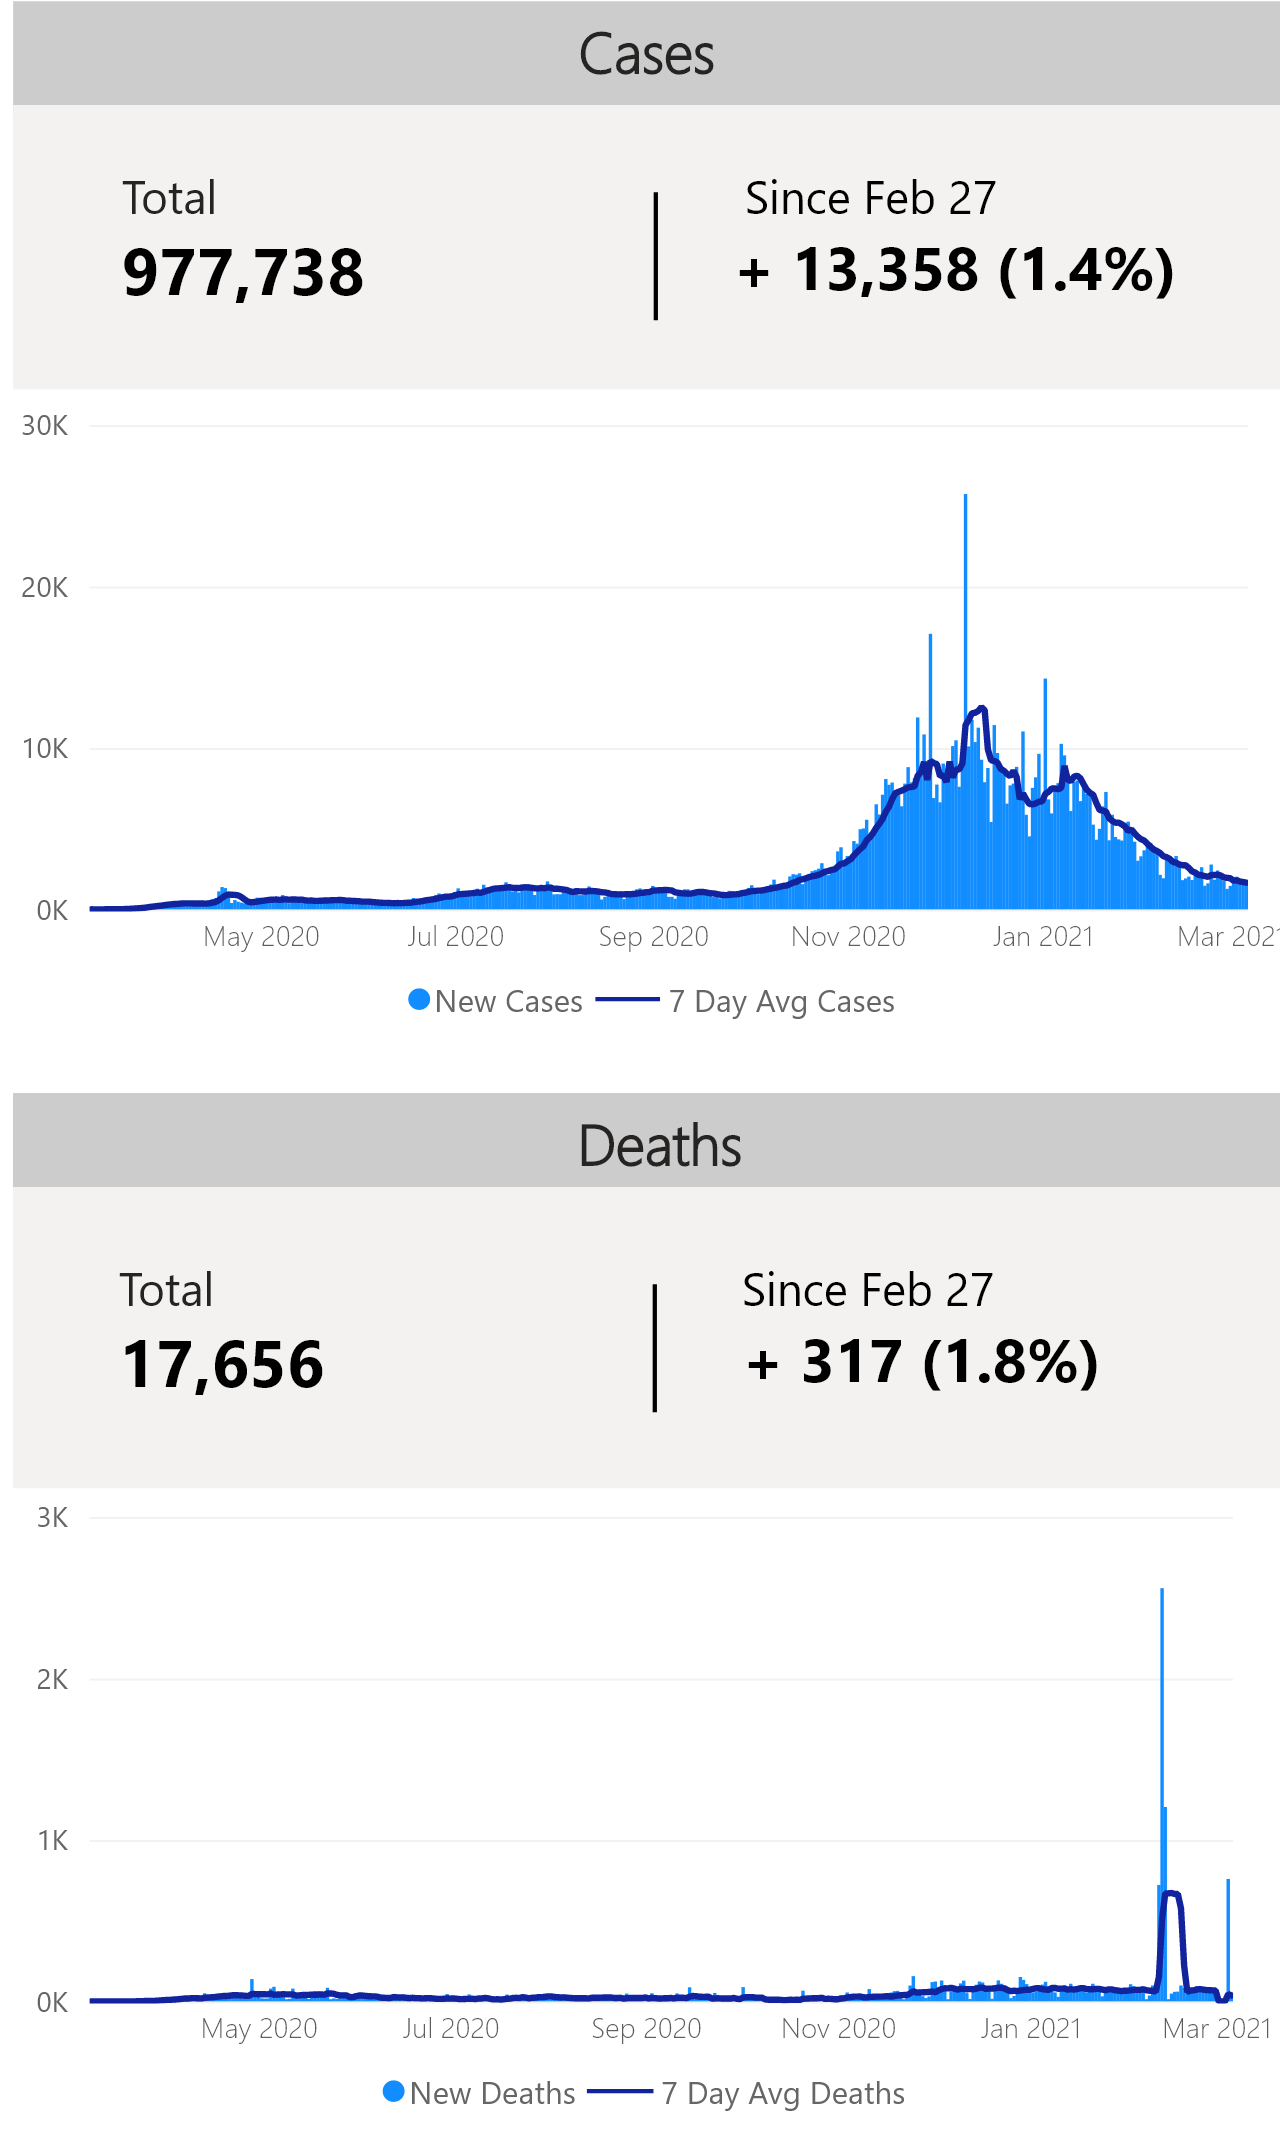 Cases
Total
Since Feb 27
977,738
+ 13,358 (1.4%)
30K
20K
10K
0K
May 2020 Jul 2020 Sep 2020 Nov 2020 Jan 2021 Mar 2021
New Cases 7 Day Avg Cases
Deaths
Total
Since Feb 27
17,656
+ 317 (1.8%)
3K
2K
1K
0K
May 2020 Jul 2020 Sep 2020 Nov 2020 Jan 2021 Mar 2021
New Deaths 7 Day Avg Deaths